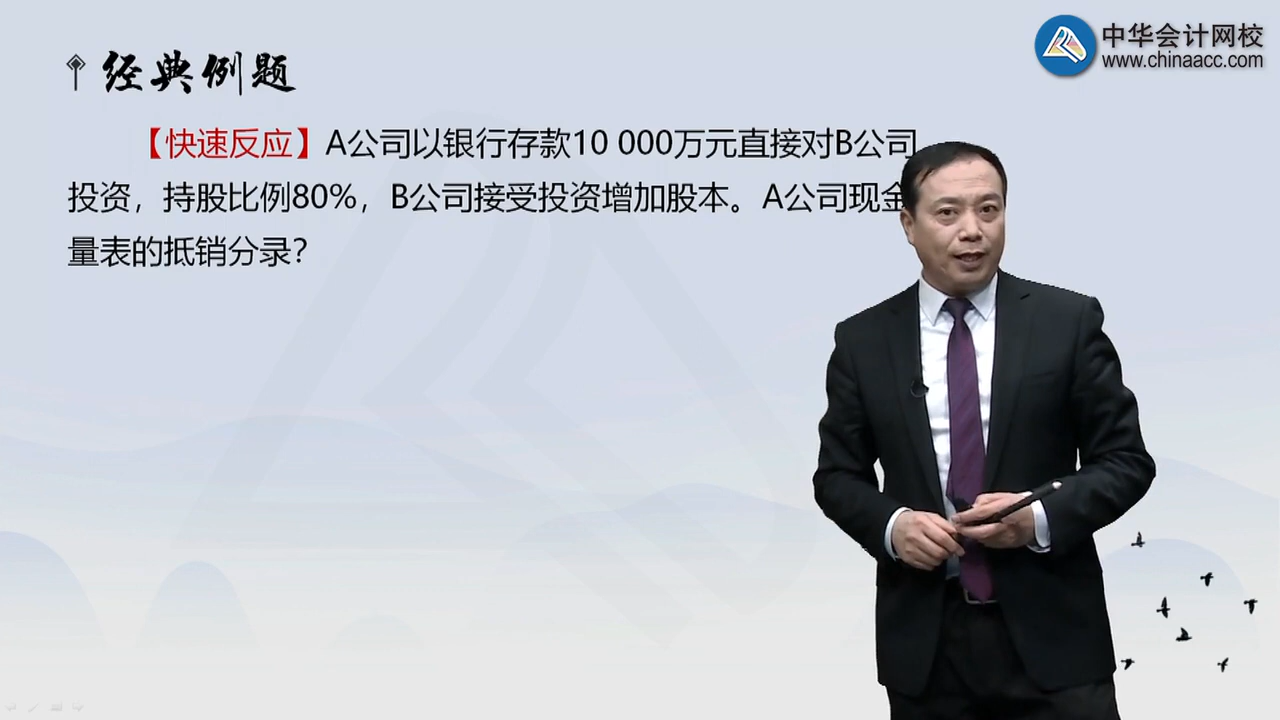 中华会计网校
www.chinaacc.com
经典例题
【快速反应】A公司以银行存款10 000万元直接对B公司
投资，持股比例80%，B公司接受投资增加股本。A公司现金
量表的抵销分录？